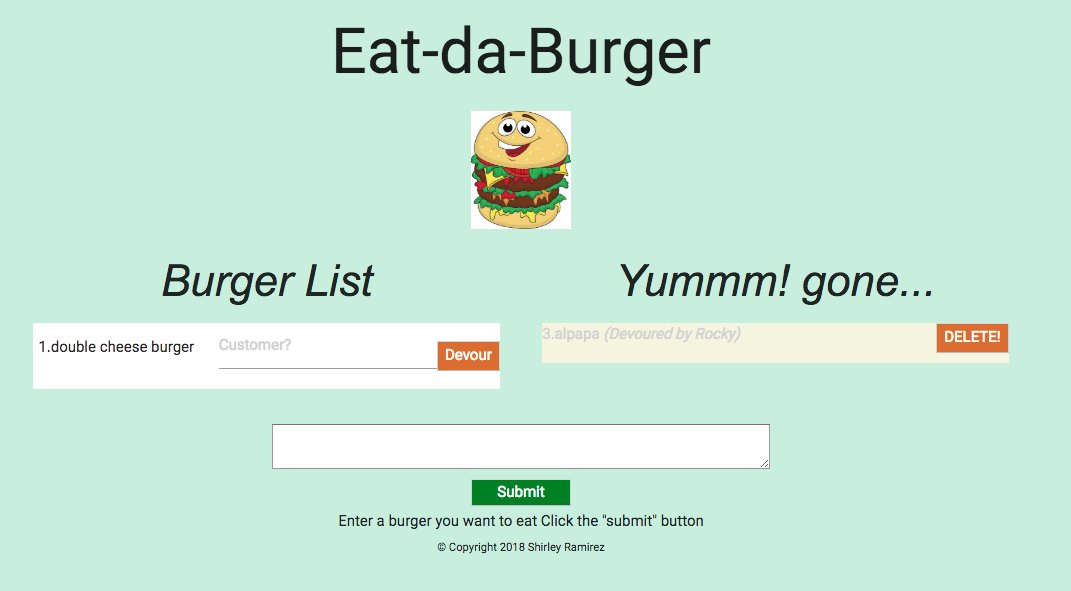 Eat-da-Burger
Burger List
Yummm! gone...
1.double cheese burger
Customer?
Devour
3.alpapa (Devoured by Rocky)
DELETE!
Submit
Enter a burger you want to eat Click the "submit" button
© Copyright 2018 Shirley Ramirez